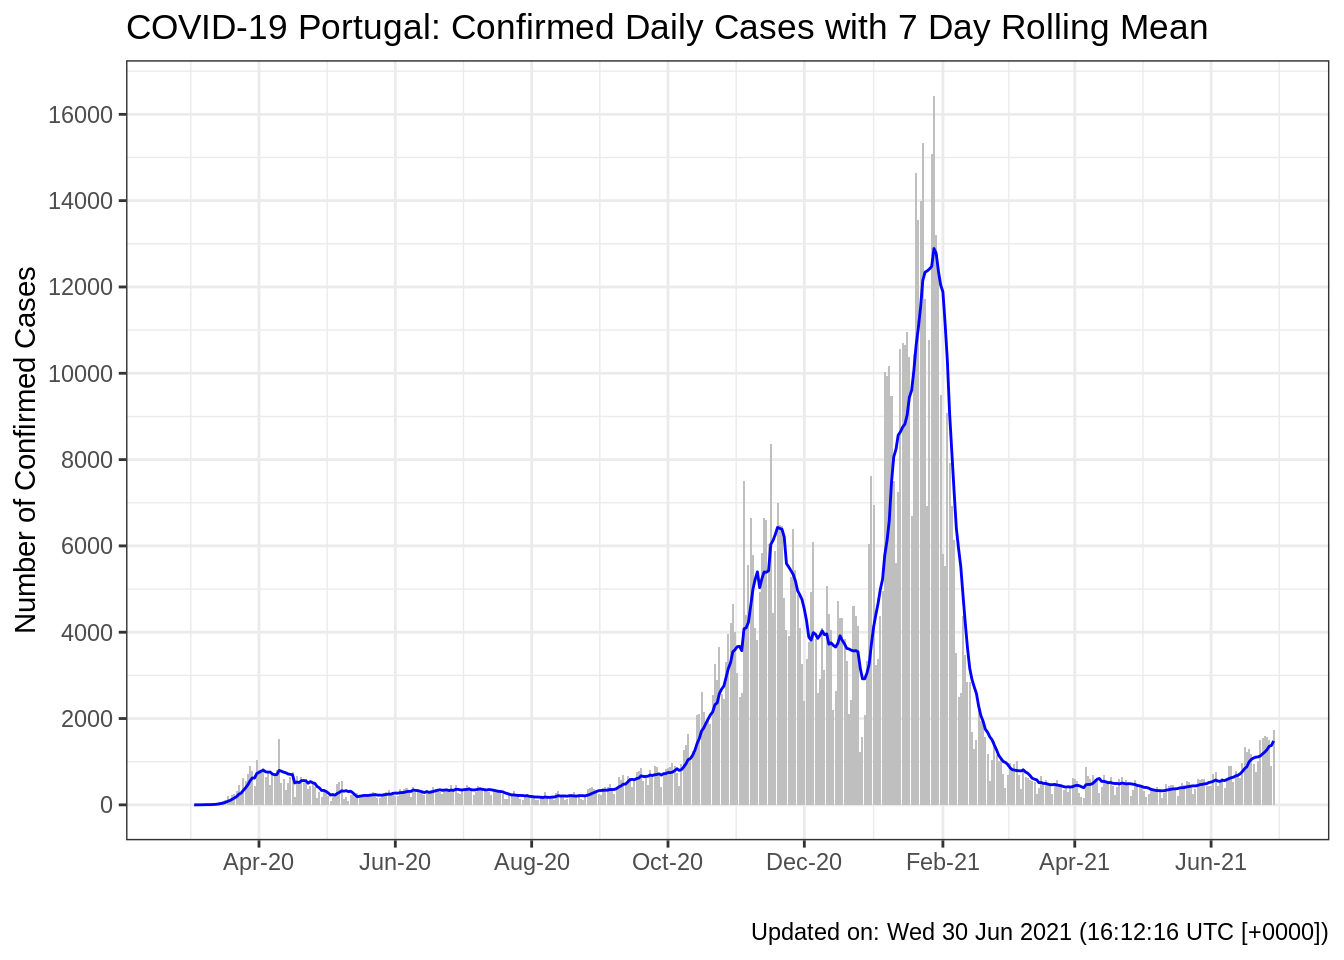 COVID-19 Portugal: Confirmed Daily Cases with 7 Day Rolling Mean
Number of Confirmed Cases
16000
14000
12000
10000
8000
6000
4000
2000
0
Apr-20 Jun-20 Aug-20 Oct-20 Dec-20 Feb-21 Apr-21 Jun-21
Updated on: Wed 30 Jun 2021 (16:12:16 UTC [+0000])